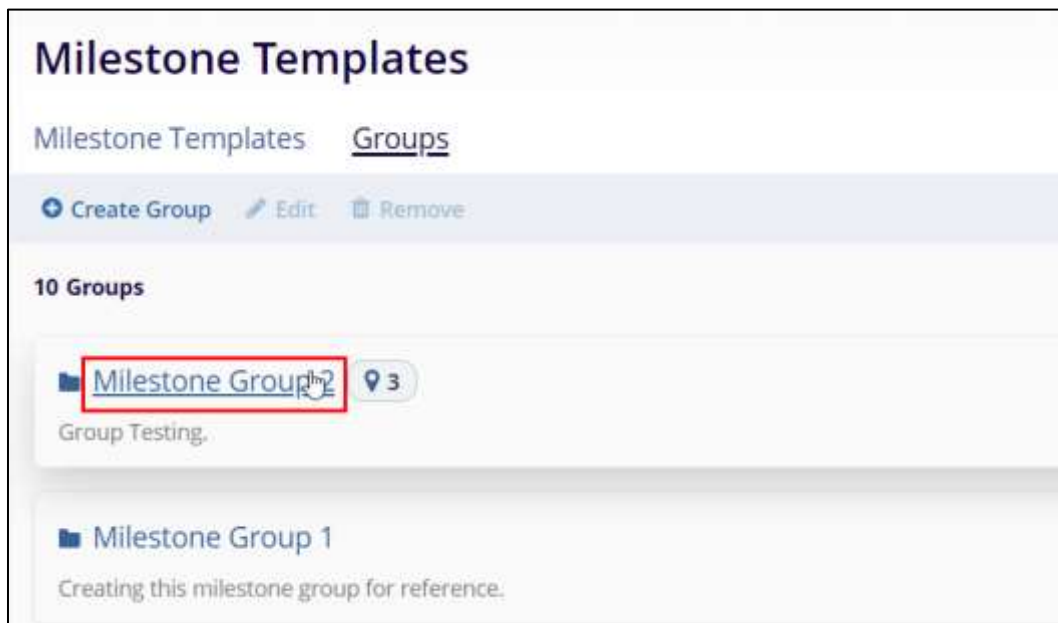 Milestone Templates
Milestone Templates Groups
Create Group Edit Remove
10 Groups
Milestone Group 2 3
Group Testing.
Milestone Group 1
Creating this milestone group for reference.